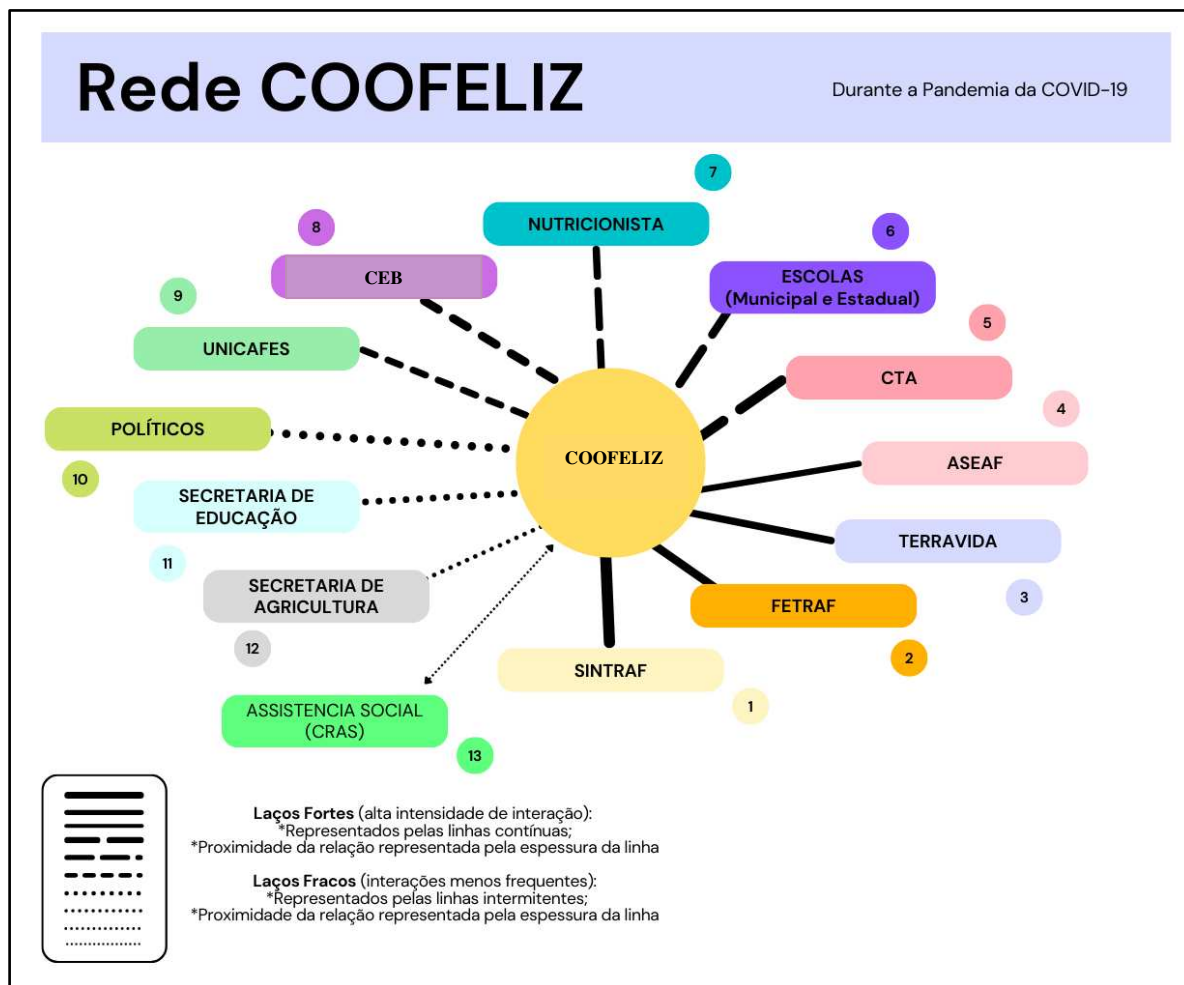 Rede COOFELIZ
Durante a Pandemia da COVID-19
7
NUTRICIONISTA
8
CEB
6
ESCOLAS
(Municipal e Estadual)
9
UNICAFES
5
CTA
POLÍTICOS
10
4
ASEAF
COOFELIZ
SECRETARIA DE
EDUCAÇÃO
11
TERRAVIDA
3
SECRETARIA DE
AGRICULTURA
12
FETRAF
2
SINTRAF
1
ASSISTENCIA SOCIAL
(CRAS)
13
Laços Fortes (alta intensidade de interação):
*Representados pelas linhas contínuas;
*Proximidade da relação representada pela espessura da linha
Laços Fracos (interações menos frequentes):
*Representados pelas linhas intermitentes;
*Proximidade da relação representada pela espessura da linha